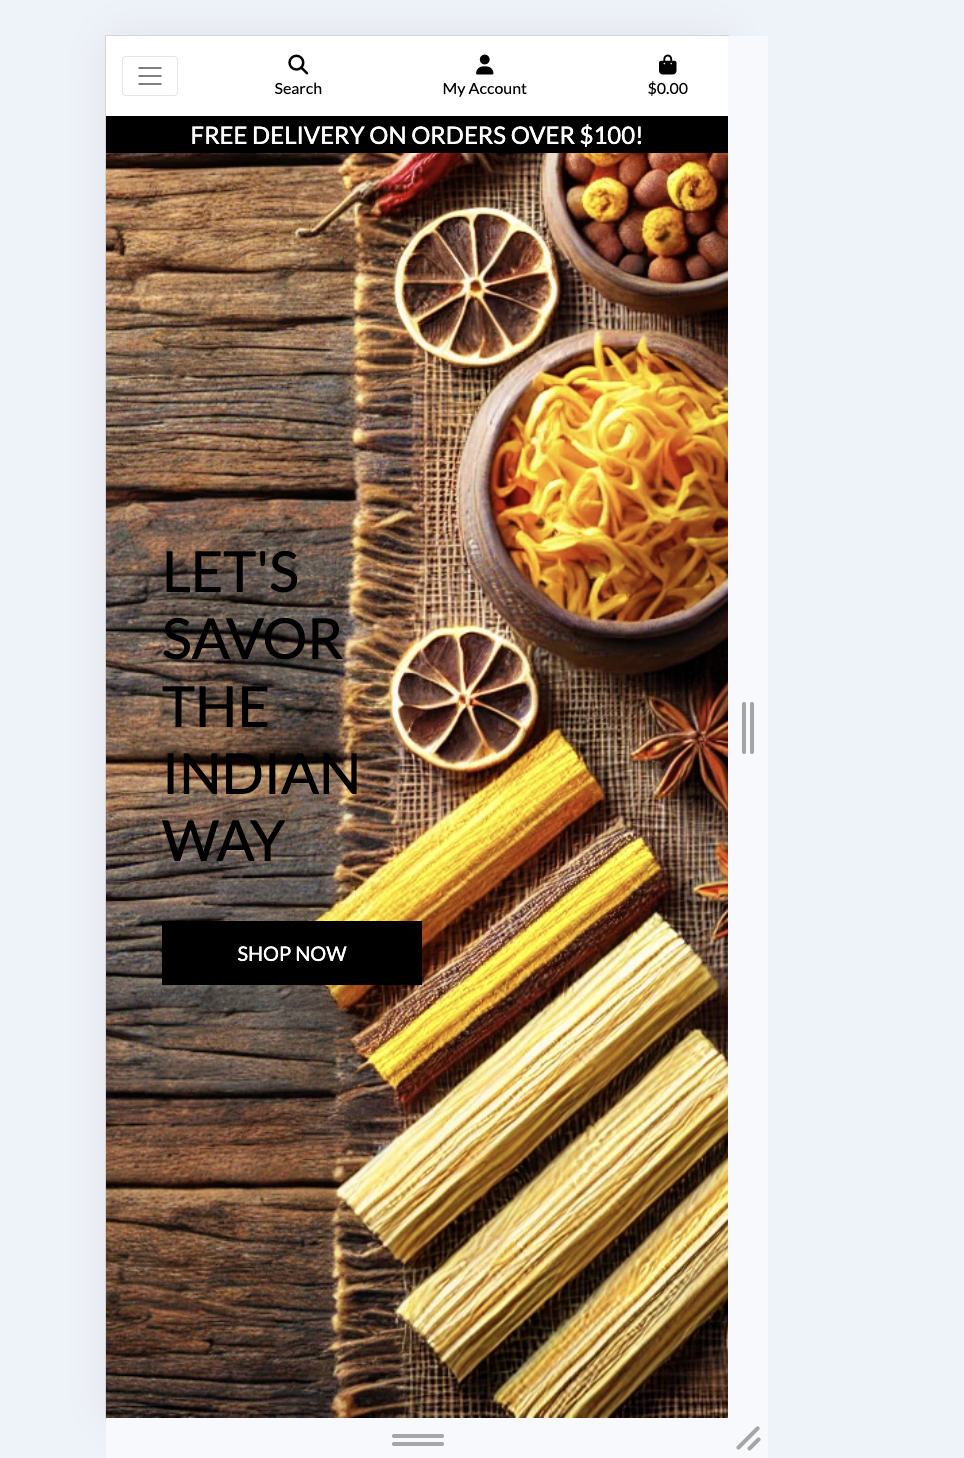 Search
My Account
$0.00
FREE DELIVERY ON ORDERS OVER $100!
LET'S
SAVOR
THE
INDIAN
WAY
SHOP NOW